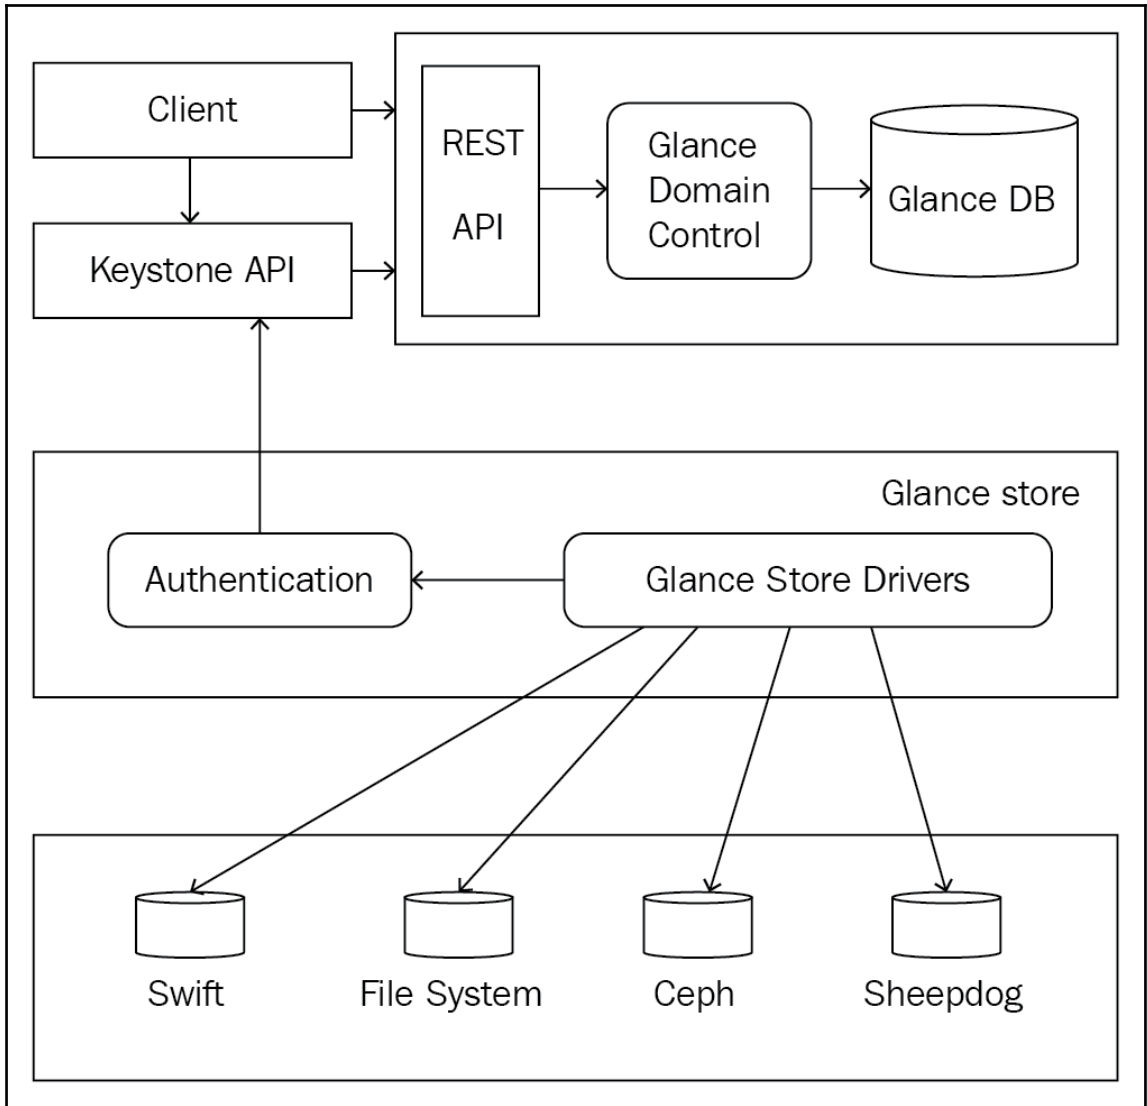 Client
Keystone API
REST
API
Glance
Domain
Control
Glance DB
Glance store
Authentication
Glance Store Drivers
Swift
File System
Ceph
Sheepdog